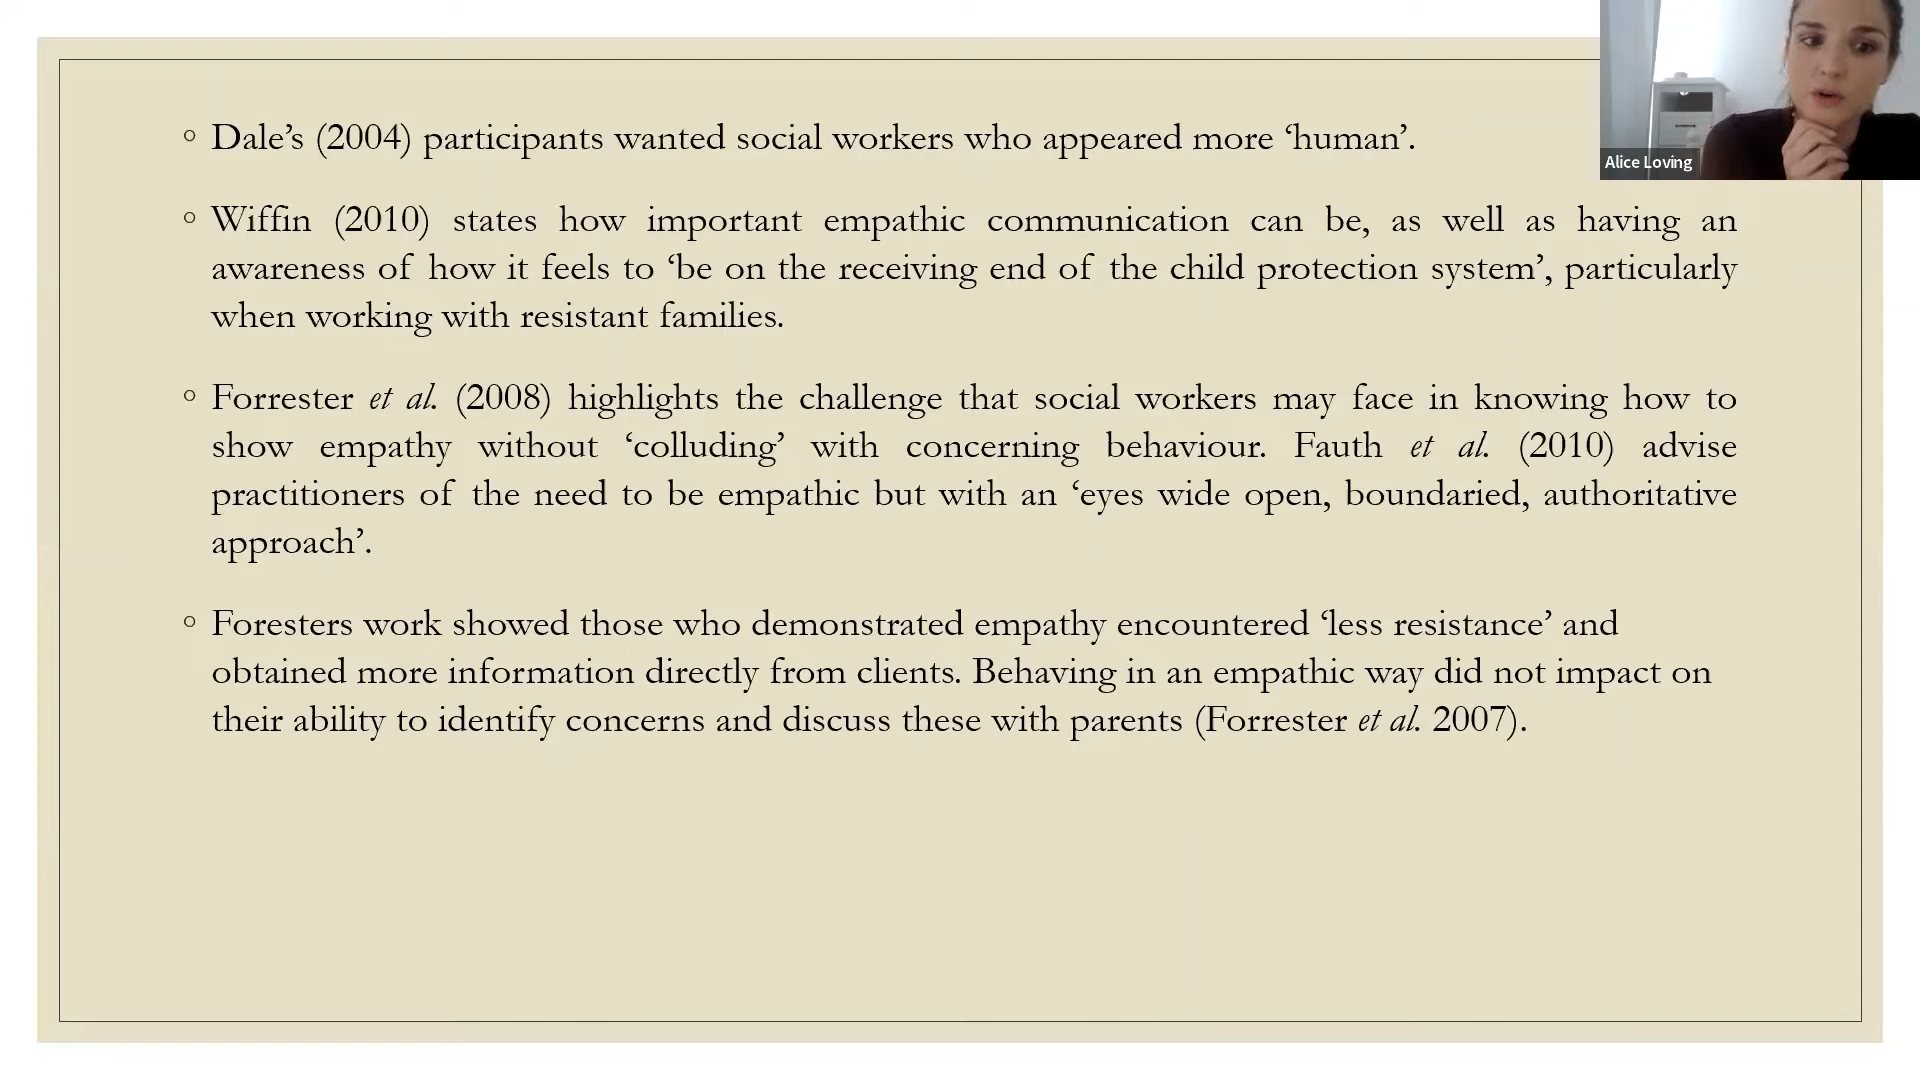 Dale’s (2004) participants wanted social workers who appeared more ‘human’.
Alice Loving
Wiffin (2010) states how important empathic communication can be, as well as having an
awareness of how it feels to ‘be on the receiving end of the child protection system’, particularly
when working with resistant families.
Forrester et al. (2008) highlights the challenge that social workers may face in knowing how to
show empathy without ‘colluding’ with concerning behaviour. Fauth et al. (2010) advise
practitioners of the need to be empathic but with an ‘eyes wide open, boundaried, authoritative
approach’.
Foresters work showed those who demonstrated empathy encountered ‘less resistance’ and
obtained more information directly from clients. Behaving in an empathic way did not impact on
their ability to identify concerns and discuss these with parents (Forrester et al. 2007).